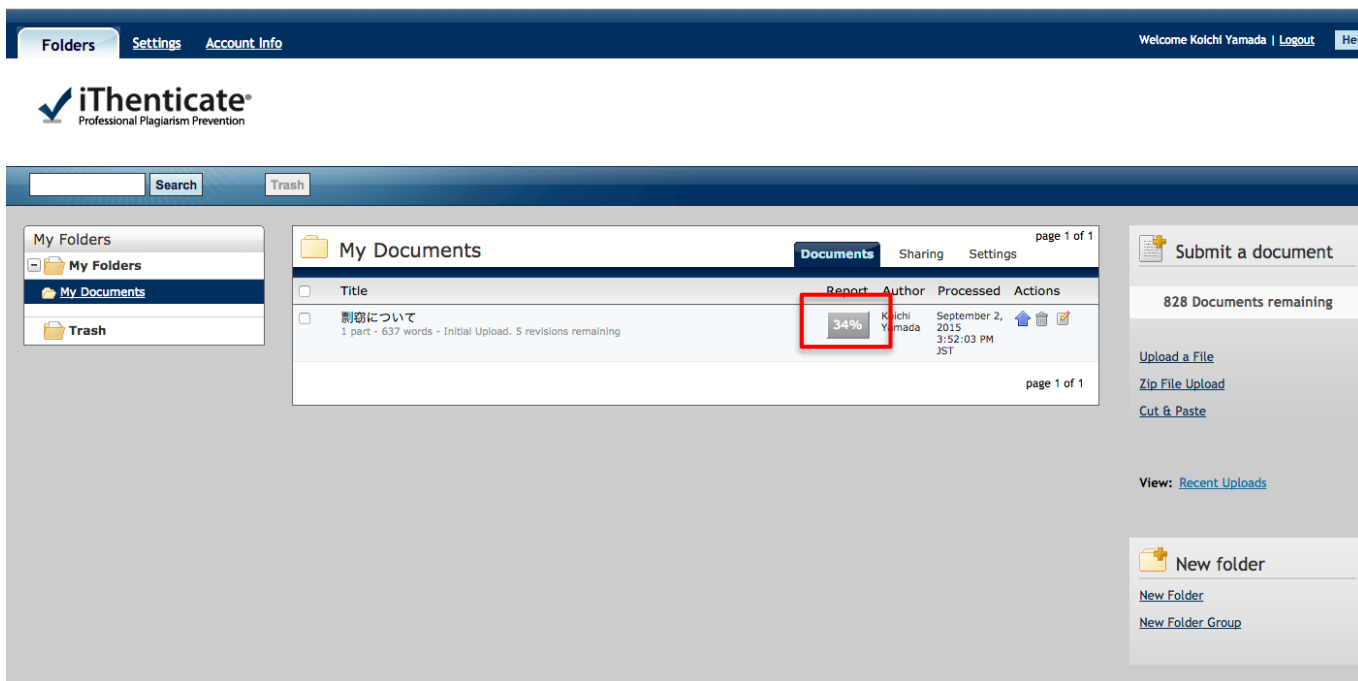 Folders Settings Account Info Welcome Koichi Yamada | Logout
iThenticate®
Professional Plagiarism Prevention
Search Trash
My Folders
My Folders
My Documents
Trash
My Documents
page 1 of 1
Documents Sharing Settings
Title Report Author Processed Actions
剽窃について
1 part - 637 words - Initial Upload. 5 revisions remaining
34%
Koichi
Yamada
September 2,
2015
3:52:03 PM
JST
page 1 of 1
Submit a document
828 Documents remaining
Upload a File
Zip File Upload
Cut & Paste
View: Recent Uploads
New folder
New Folder
New Folder Group